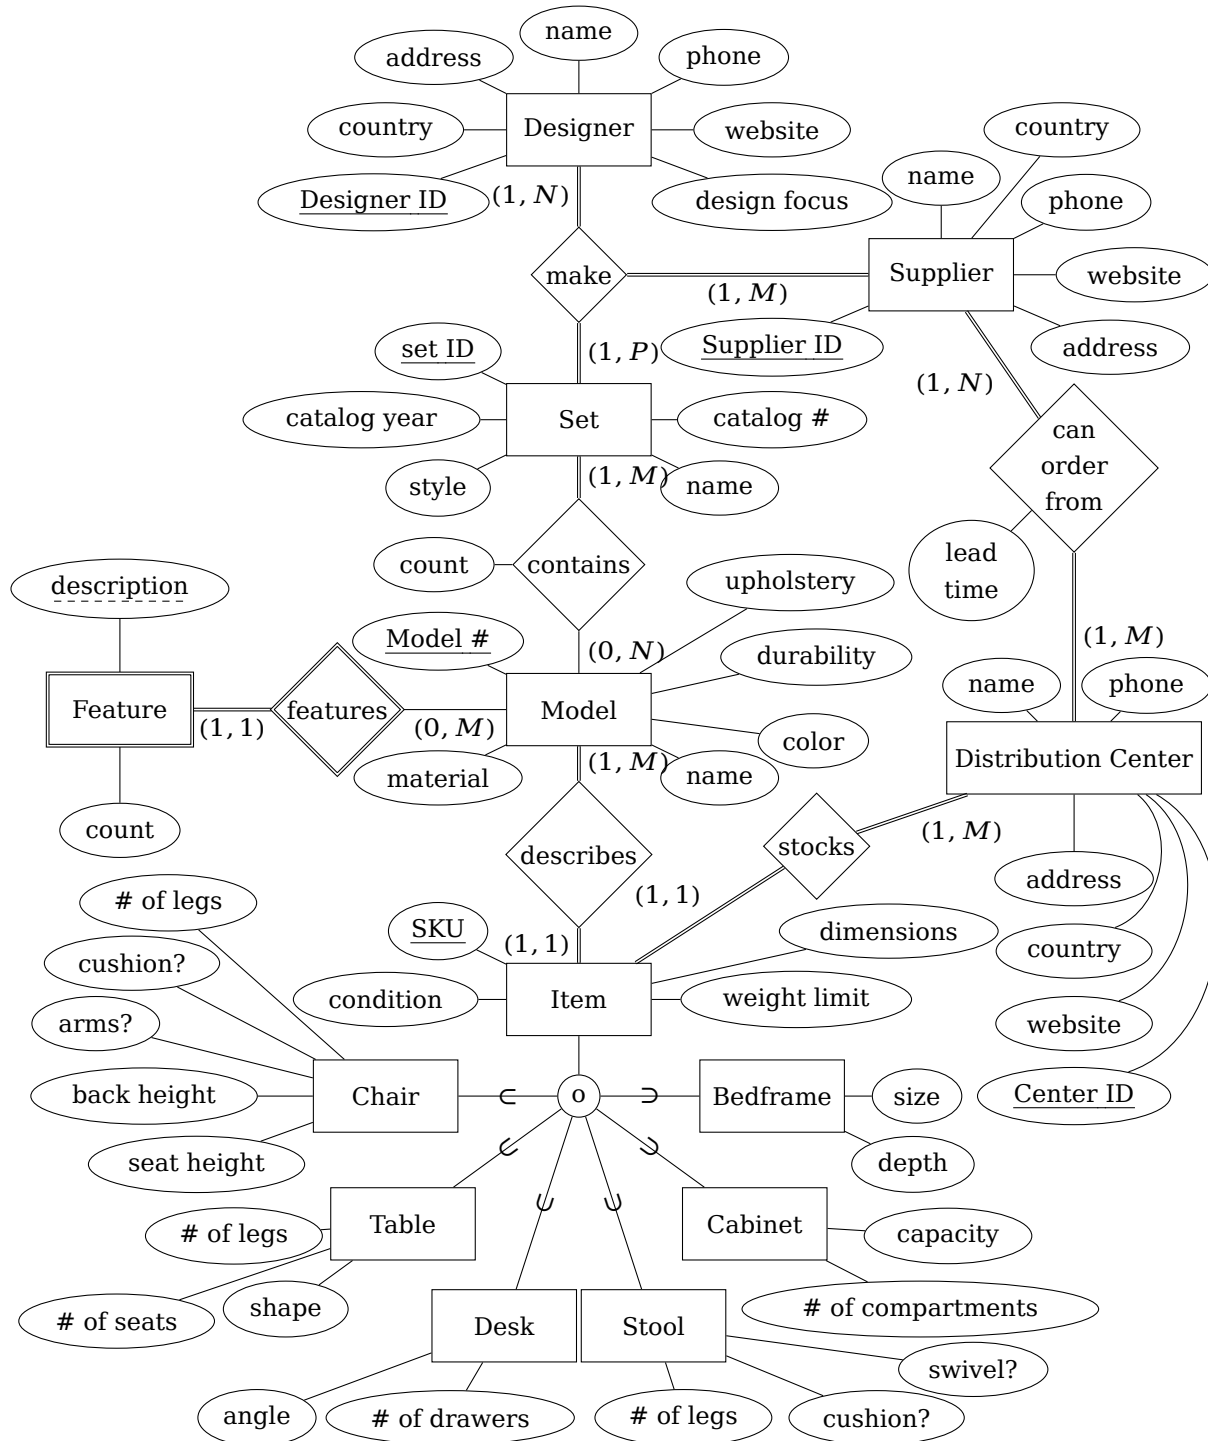 name
address
phone
country
Designer
website
country
Designer ID
(1, N)
design focus
name
phone
make
Supplier
website
(1, M)
set ID
(1, P)
Supplier ID
address
(1, N)
catalog year
Set
catalog #
can
order
from
style
(1, M)
name
count
contains
lead
time
upholstery
description
Model #
(0, N)
durability
(1, M)
name
phone
Feature
(1, 1)
features
(0, M)
Model
color
Distribution Center
material
(1, M)
name
count
describes
stocks
(1, M)
address
# of legs
(1, 1)
SKU
(1, 1)
dimensions
cushion?
country
condition
Item
weight limit
arms?
website
back height
Chair
⊂
o
⊃
Bedframe
size
Center ID
seat height
∪
∪
depth
∪
∪
# of legs
Table
Cabinet
capacity
# of seats
shape
# of compartments
Desk
Stool
swivel?
angle
# of drawers
# of legs
cushion?